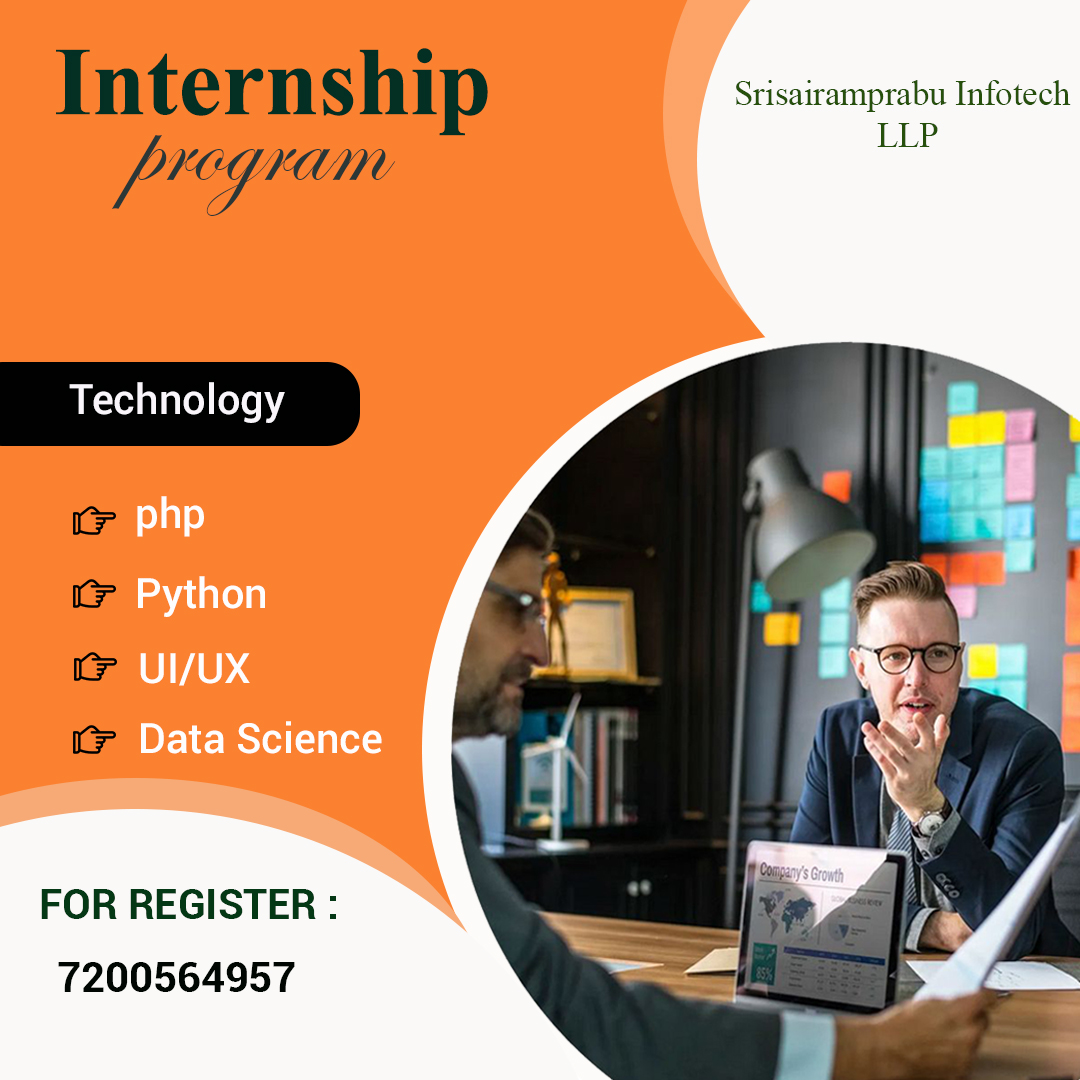 Internship
program
Srisairamprabu Infotech
LLP
Technology
php
Python
UI/UX
Data Science
FOR REGISTER :
7200564957
Company's Growth
85%